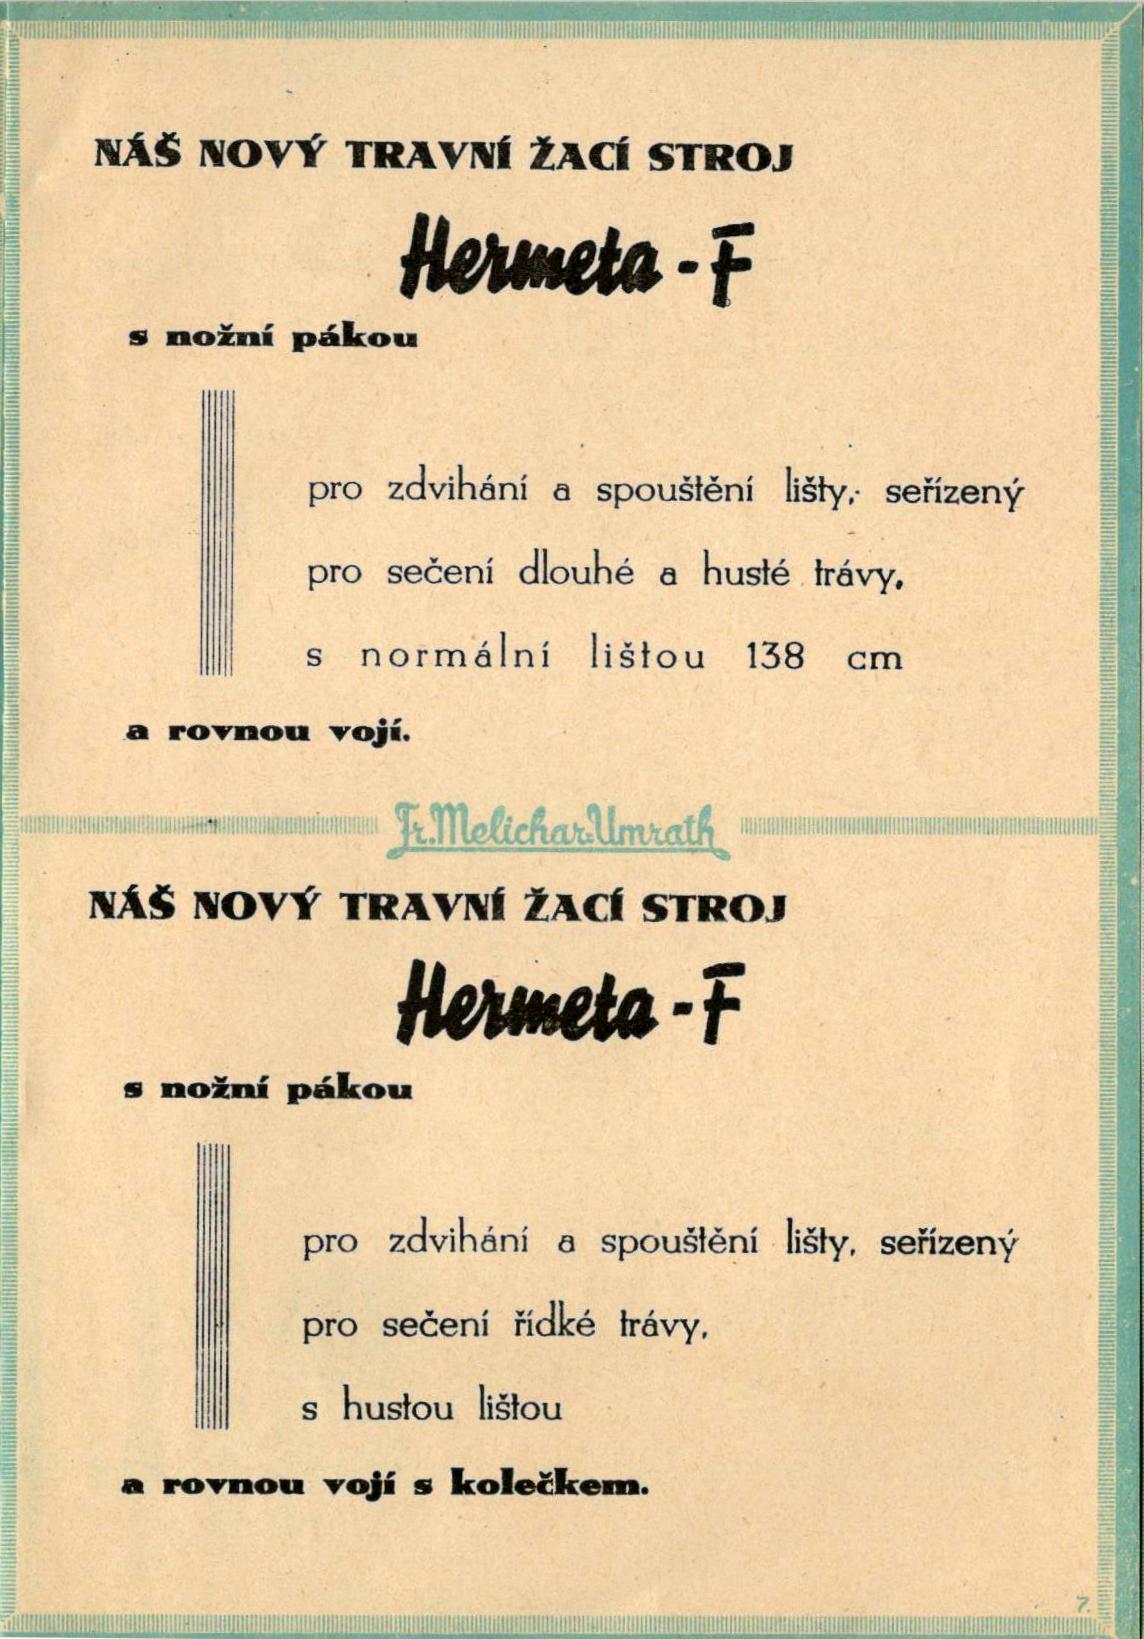 NÁŠ NOVÝ TRAVNÍ ŽACÍ STROJ
Hermeta - F
s nožní pákou
pro zdvihání a spouštění lišty, seřízený
pro sečení dlouhé a husté trávy,
s normální lištou 138 cm
a rovnou vojí.
Fr. Melichar-Umrath
NÁŠ NOVÝ TRAVNÍ ŽACÍ STROJ
Hermeta - F
s nožní pákou
pro zdvihání a spouštění lišty, seřízený
pro sečení řídké trávy,
s hustou lištou
a rovnou vojí s kolečkem.
7.